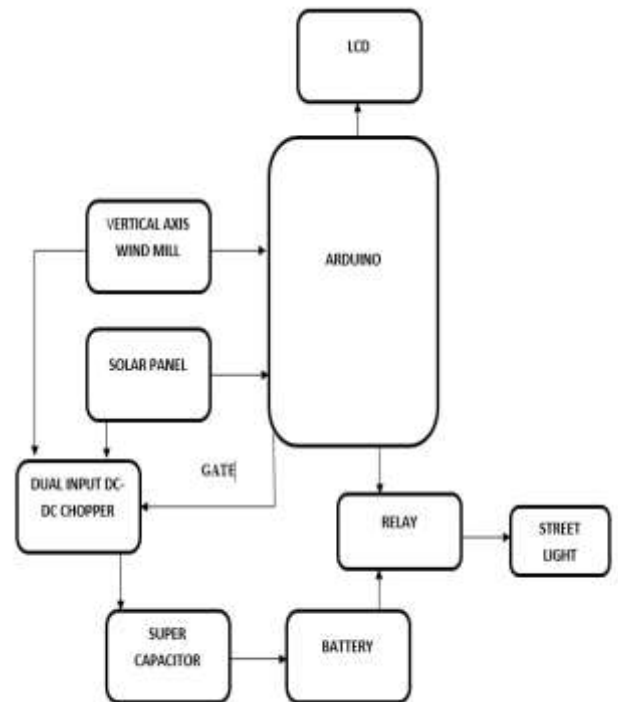 LCD
VERTICAL AXIS
WIND MILL
ARDUINO
SOLAR PANEL
GATE
DUAL INPUT DC-
DC CHOPPER
RELAY
STREET
LIGHT
SUPER
CAPACITOR
BATTERY